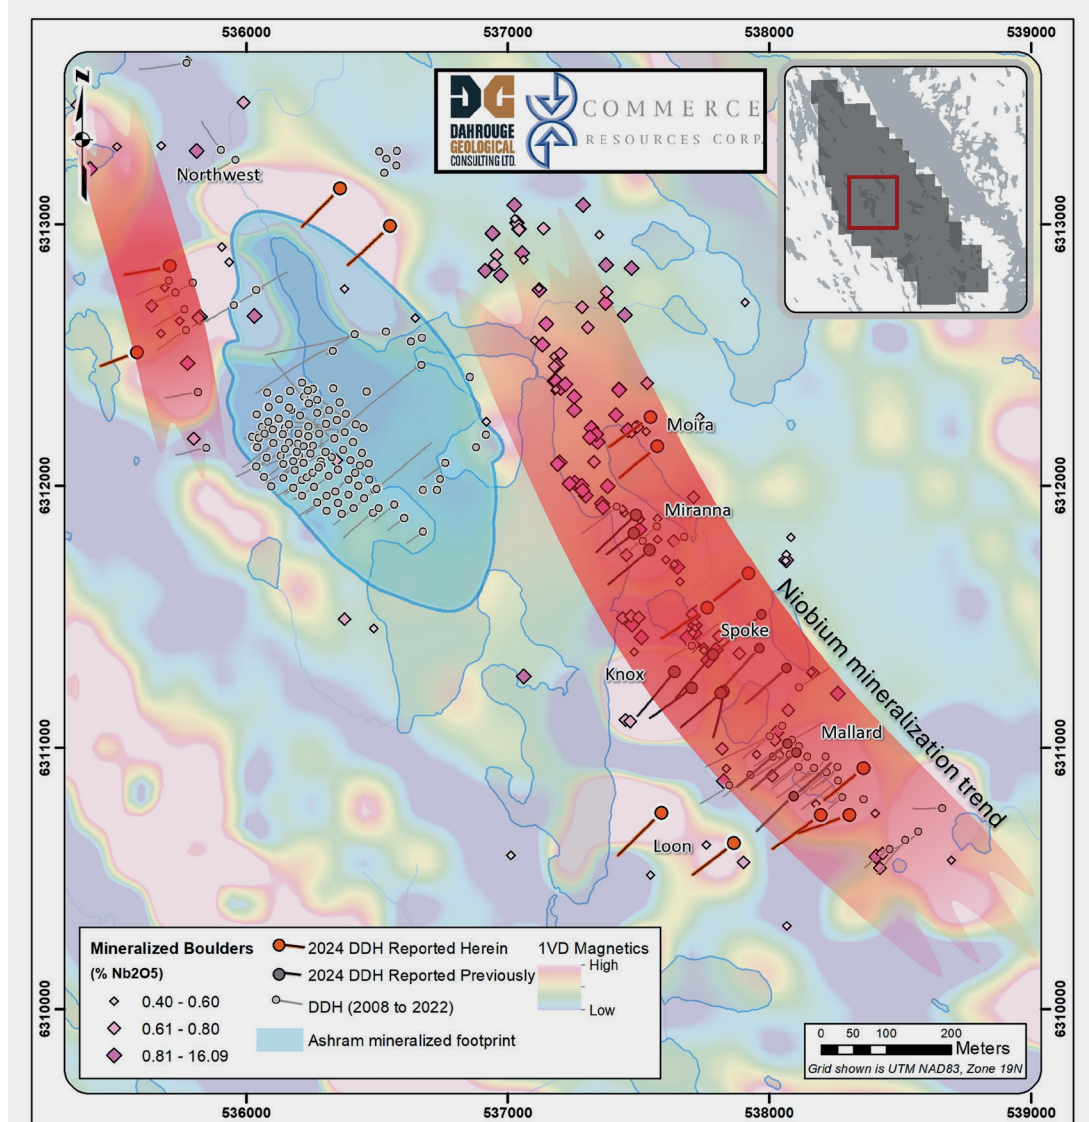 536000
537000
538000
539000
6313000
6312000
6311000
6310000
6313000
6312000
6311000
6310000
N
DAHROUGE
GEOLOGICAL
CONSULTING LTD.
COMMERCE
RESOURCES CORP.
Northwest
Moira
Miranna
Spoke
Knox
Mallard
Loon
Niobium mineralization trend
Mineralized Boulders
(% Nb2O5)
0.40 - 0.60
0.61 - 0.80
0.81 - 16.09
2024 DDH Reported Herein
2024 DDH Reported Previously
DDH (2008 to 2022)
Ashram mineralized footprint
1VD Magnetics
High
Low
0 50 100 200
Meters
Grid shown is UTM NAD83, Zone 19N
536000
537000
538000
539000